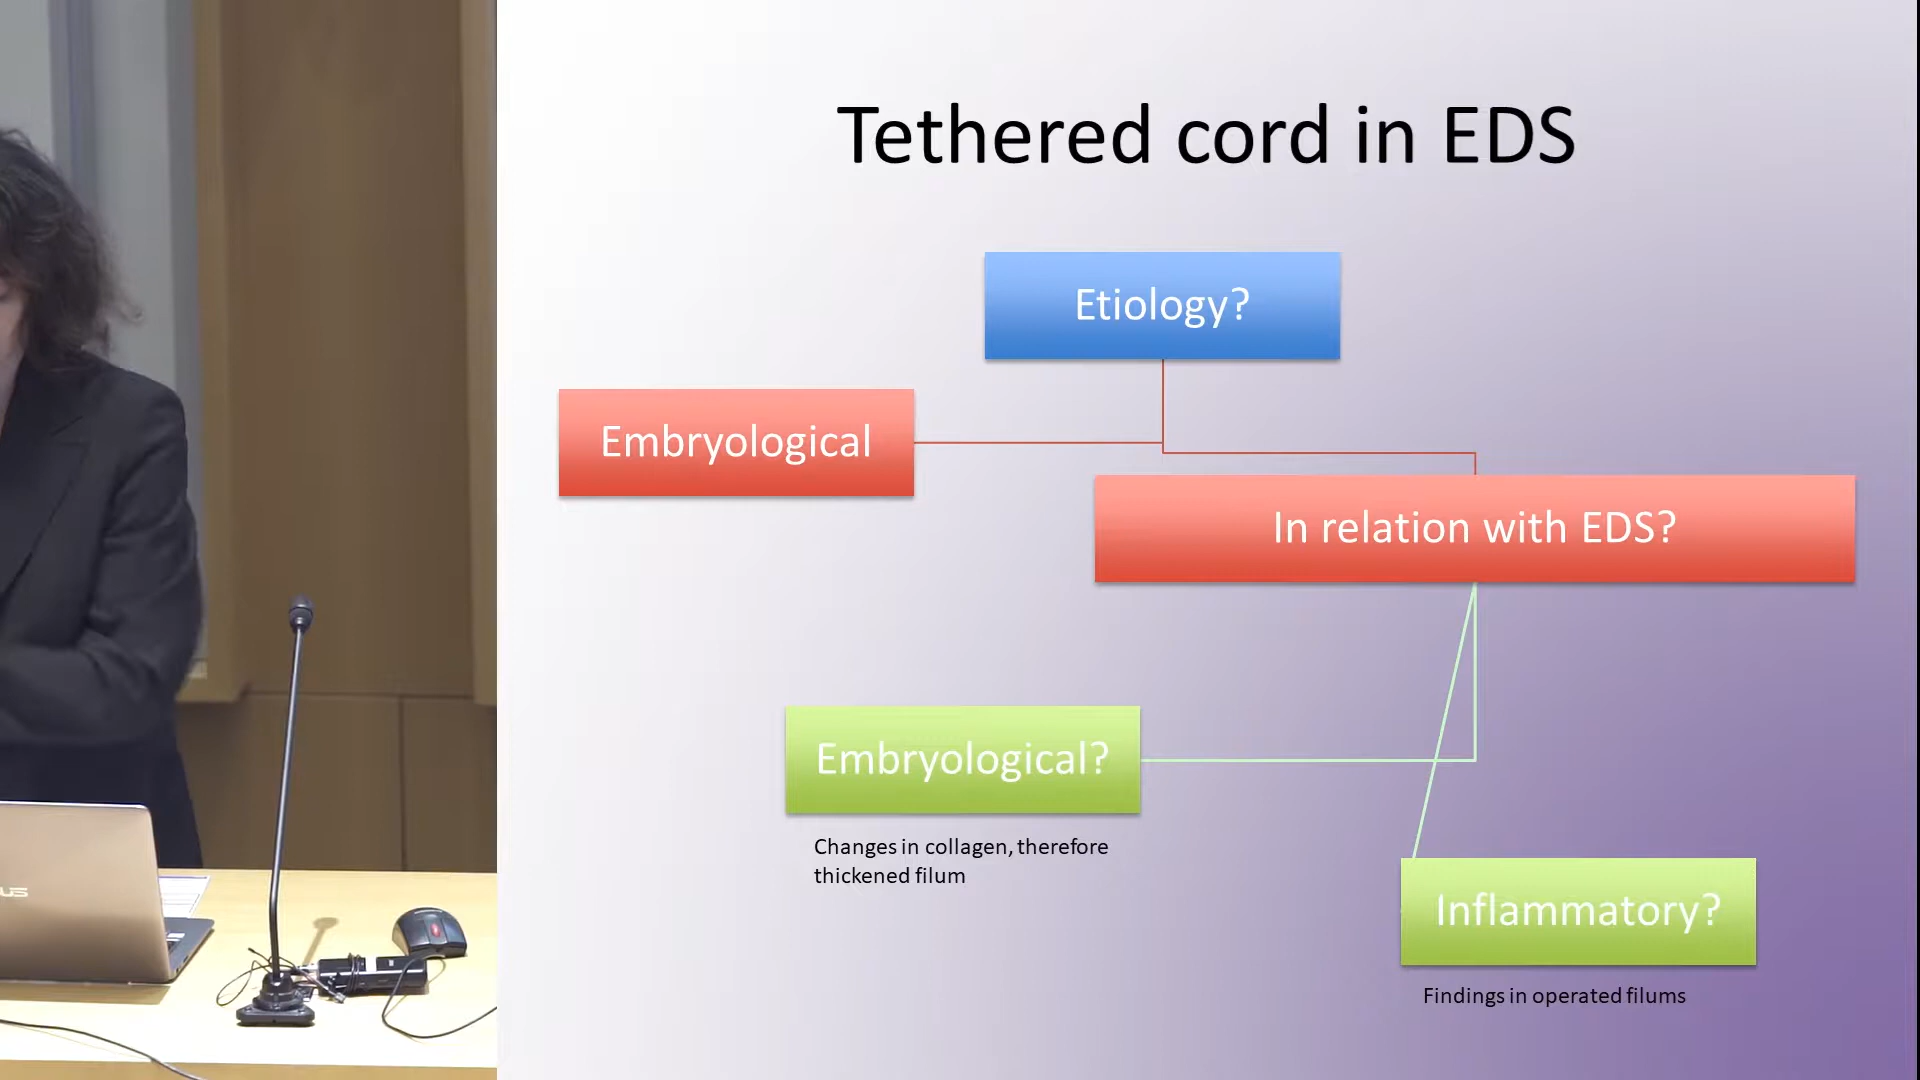 Tethered cord in EDS
Etiology?
Embryological
In relation with EDS?
Embryological?
Changes in collagen, therefore
thickened filum
Inflammatory?
Findings in operated filums